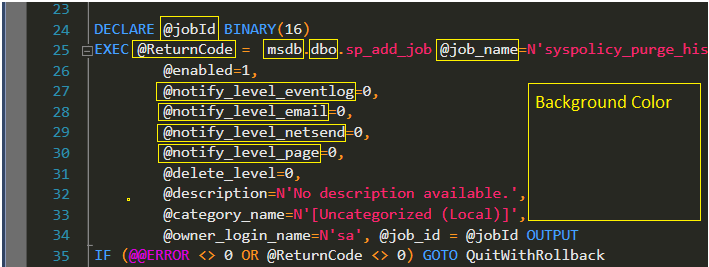 23
24 DECLARE @jobId BINARY(16)
25 EXEC @ReturnCode = msdb.dbo.sp_add_job @job_name=N'syspolicy_purge_his
26 @enabled=1,
27 @notify_level_eventlog=0,
28 @notify_level_email=0,
29 @notify_level_netsend=0,
30 @notify_level_page=0,
31 @delete_level=0,
32 @description=N'No description available.',
33 @category_name=N'[Uncategorized (Local)]',
34 @owner_login_name=N'sa', @job_id = @jobId OUTPUT
35 IF (@@ERROR <> 0 OR @ReturnCode <> 0) GOTO QuitWithRollback
Background Color